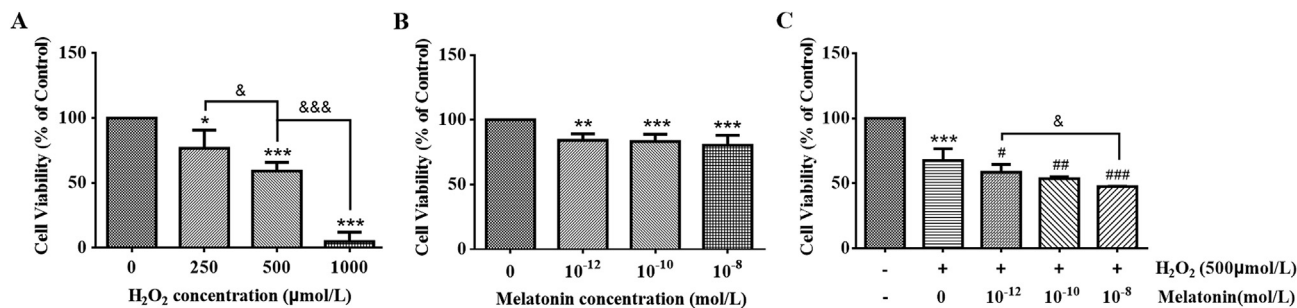 A
Cell Viability (% of Control)
150
100
50
0
*
***
***
&
&&&
0 250 500 1000
H₂O₂ concentration (μmol/L)
B
Cell Viability (% of Control)
150
100
50
0
**
***
***
0 10⁻¹² 10⁻¹⁰ 10⁻⁸
Melatonin concentration (mol/L)
C
Cell Viability (% of Control)
150
100
50
0
***
#
##
###
&
- + + + + H₂O₂ (500μmol/L)
- 0 10⁻¹² 10⁻¹⁰ 10⁻⁸ Melatonin(mol/L)